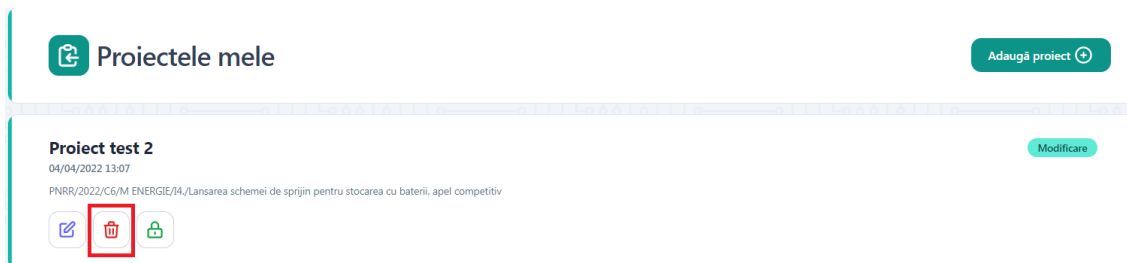 Proiectele mele
Adaugă proiect
Proiect test 2
Modificare
04/04/2022 13:07
PNRR/2022/C6/M ENERGIE/I4./Lansarea schemei de sprijin pentru stocarea cu baterii. apel competitiv